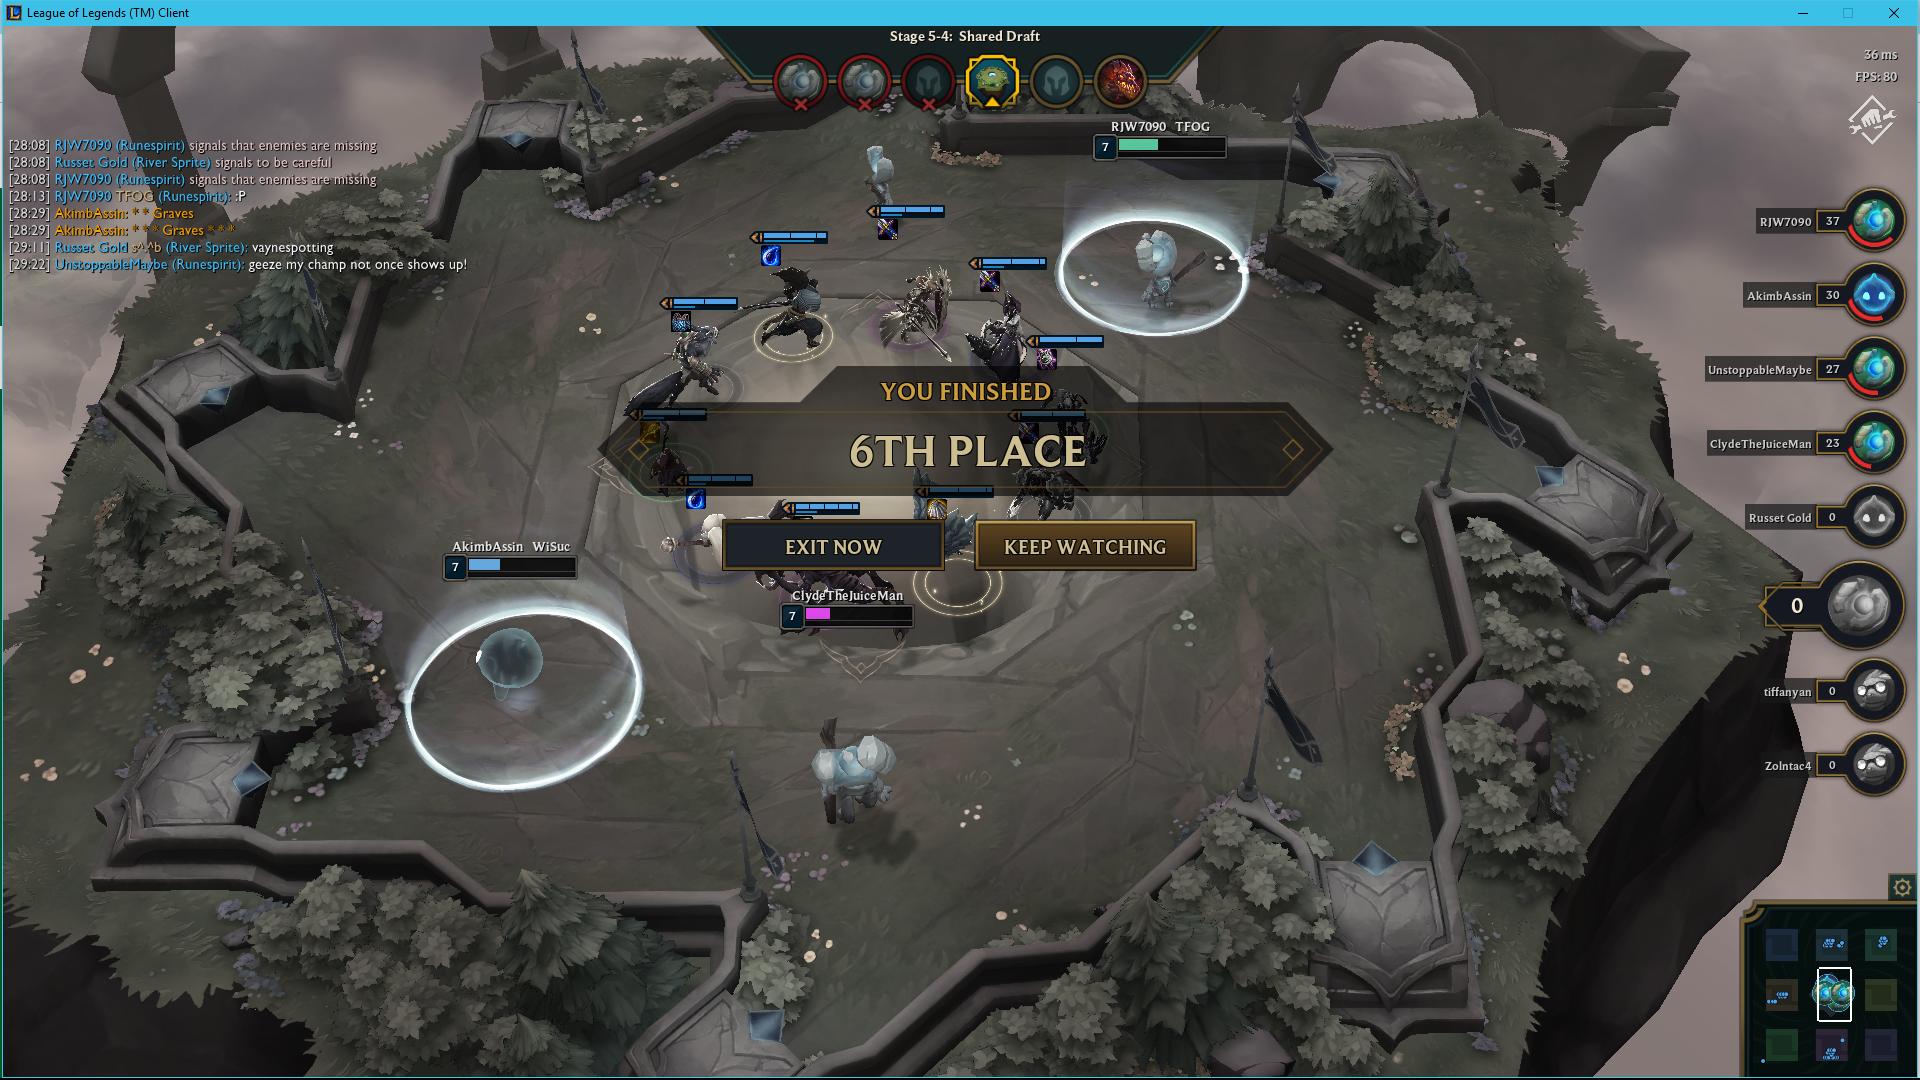 League of Legends (TM) Client
Stage 5-4: Shared Draft
36 ms
FPS: 80
RJW7090 TFOG
7
[28:08] RJW7090 (Runespirit) signals that enemies are missing
[28:08] Russet Gold (River Sprite) signals to be careful
[28:08] RJW7090 (Runespirit) signals that enemies are missing
[28:13] RJW7090 TFOG (Runespirit): :P
[28:29] AkimbAssin: * * Graves
[28:29] AkimbAssin: * * * Graves * * *
[29:11] Russet Gold s^^b (River Sprite): vaynespotting
[29:22] UnstoppableMaybe (Runespirit): geeze my champ not once shows up!
RJW7090 37
AkimbAssin 30
UnstoppableMaybe 27
ClydeTheJuiceMan 23
Russet Gold 0
0
tiffanyan 0
Zolntac4 0
YOU FINISHED
6TH PLACE
EXIT NOW
KEEP WATCHING
AkimbAssin WiSuc
7
ClydeTheJuiceMan
7